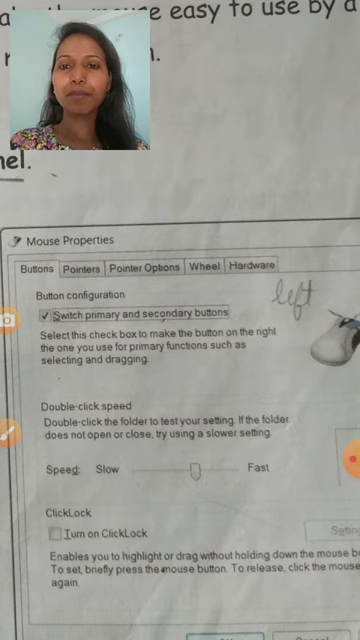 mouse easy to use by a
nel.
Mouse Properties
Buttons Pointers Pointer Options Wheel Hardware
Button configuration
left
Switch primary and secondary buttons
Select this check box to make the button on the right
the one you use for primary functions such as
selecting and dragging.
Double-click speed
Double-click the folder to test your setting. If the folder
does not open or close, try using a slower setting.
Speed: Slow Fast
ClickLock
Turn on ClickLock
Settin
Enables you to highlight or drag without holding down the mouse bu
To set, briefly press the mouse button. To release, click the mouse
again.